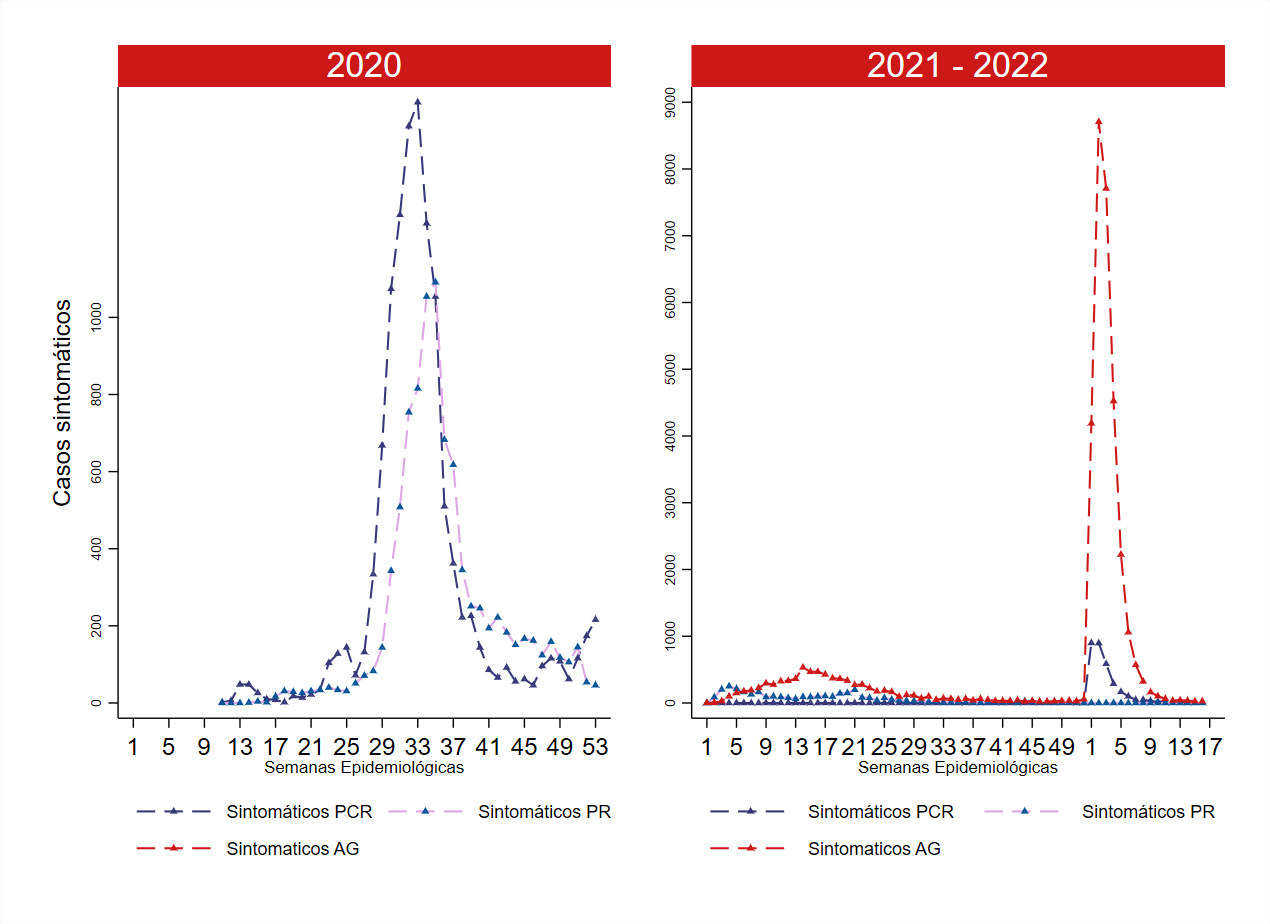 2020
2021 - 2022
Casos sintomáticos
1000
800
600
400
200
0
1 5 9 13 17 21 25 29 33 37 41 45 49 53
Semanas Epidemiológicas
Sintomáticos PCR
Sintomáticos PR
Sintomaticos AG
9000
8000
7000
6000
5000
4000
3000
2000
1000
0
1 5 9 13 17 21 25 29 33 37 41 45 49 1 5 9 13 17
Semanas Epidemiológicas
Sintomáticos PCR
Sintomáticos PR
Sintomaticos AG